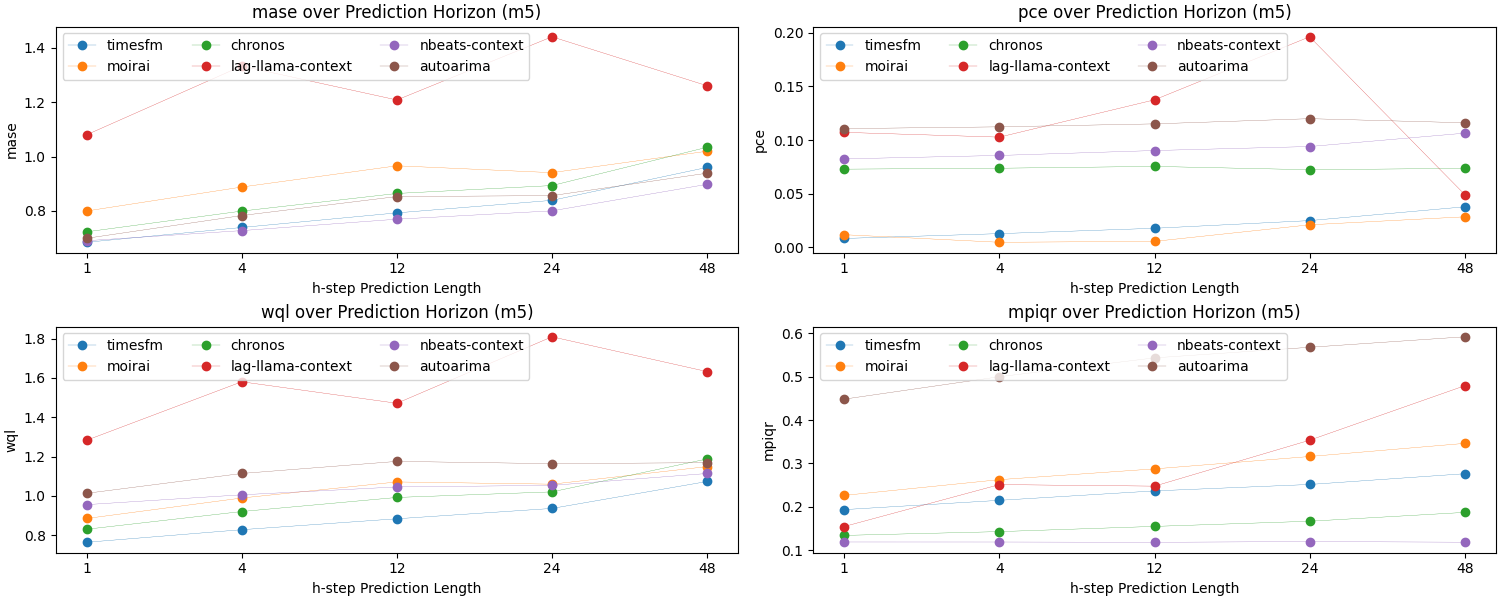 mase over Prediction Horizon (m5)
timesfm chronos nbeats-context
moirai lag-llama-context autoarima
1.4
1.2
1.0
0.8
mase
1 4 12 24 48
h-step Prediction Length
pce over Prediction Horizon (m5)
timesfm chronos nbeats-context
moirai lag-llama-context autoarima
0.20
0.15
0.10
0.05
0.00
pce
1 4 12 24 48
h-step Prediction Length
wql over Prediction Horizon (m5)
timesfm chronos nbeats-context
moirai lag-llama-context autoarima
1.8
1.6
1.4
1.2
1.0
0.8
wql
1 4 12 24 48
h-step Prediction Length
mpiqr over Prediction Horizon (m5)
timesfm chronos nbeats-context
moirai lag-llama-context autoarima
0.6
0.5
0.4
0.3
0.2
0.1
mpiqr
1 4 12 24 48
h-step Prediction Length